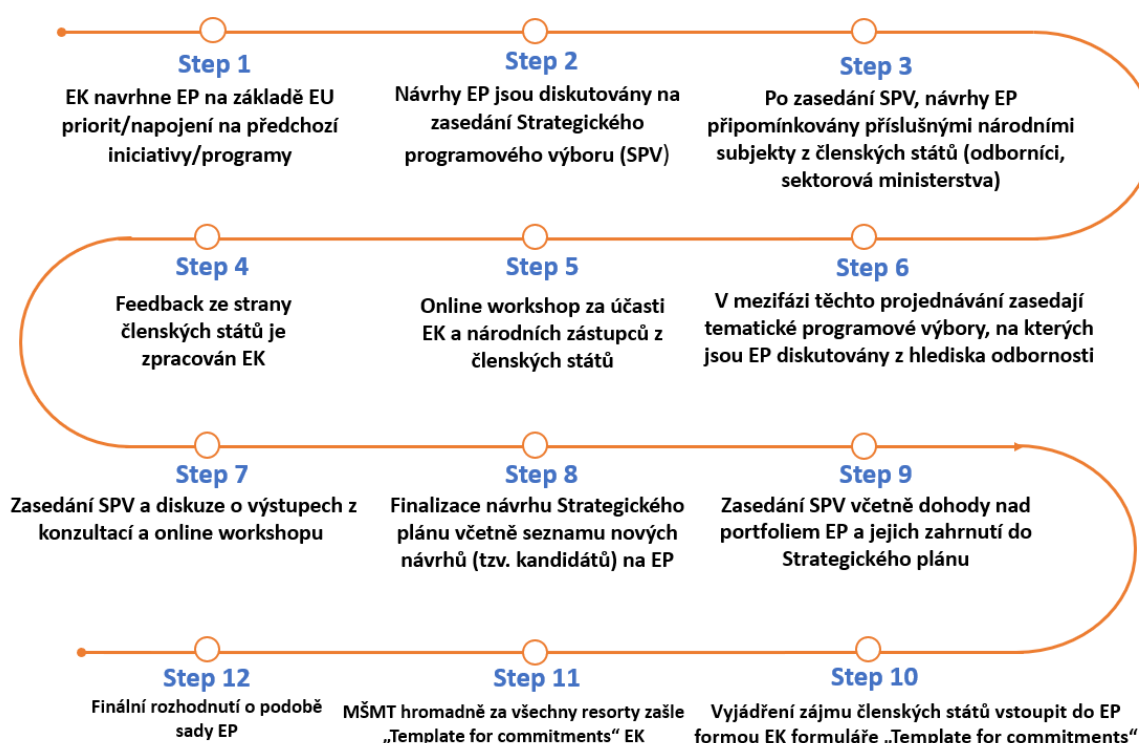 Step 1
EK navrhne EP na základě EU
priorit/napojení na předchozí
iniciativy/programy
Step 2
Návrhy EP jsou diskutovány na
zasedání Strategického
programového výboru (SPV)
Step 3
Po zasedání SPV, návrhy EP
připomínkovány příslušnými národními
subjekty z členských států (odborníci,
sektorová ministerstva)
Step 4
Feedback ze strany
členských států je
zpracován EK
Step 5
Online workshop za účasti
EK a národních zástupců z
členských států
Step 6
V mezifázi těchto projednávání zasedají
tematické programové výbory, na kterých
jsou EP diskutovány z hlediska odbornosti
Step 7
Zasedání SPV a diskuze o výstupech z
konzultací a online workshopu
Step 8
Finalizace návrhu Strategického
plánu včetně seznamu nových
návrhů (tzv. kandidátů) na EP
Step 9
Zasedání SPV včetně dohody nad
portfoliem EP a jejich zahrnutí do
Strategického plánu
Step 12
Finální rozhodnutí o podobě
sady EP
Step 11
MŠMT hromadně za všechny resorty zašle
„Template for commitments“ EK
Step 10
Vyjádření zájmu členských států vstoupit do EP
formou EK formuláře „Template for commitments“